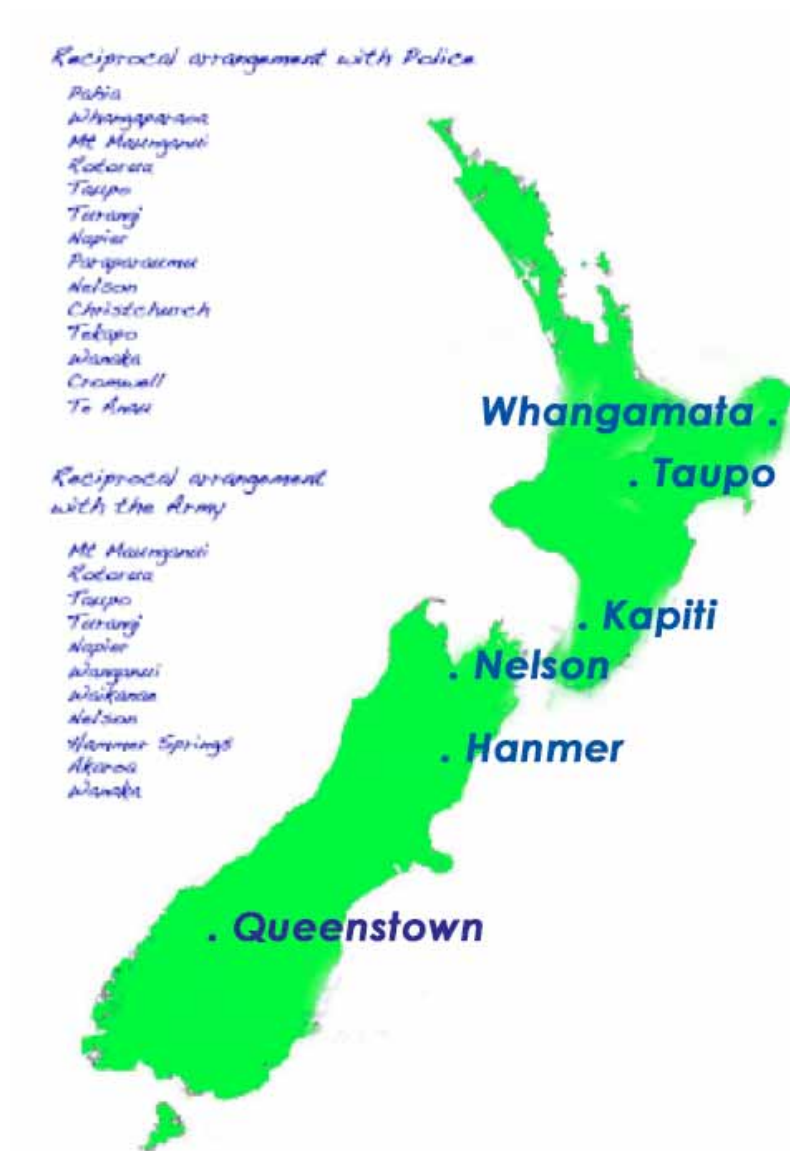 Reciprocal arrangement with Police
Pahia
Whangaparaoa
Mt Maunganui
Rotorua
Taupo
Turangi
Napier
Paraparaumu
Nelson
Christchurch
Tekapo
Wanaka
Cromwell
Te Anau
Reciprocal arrangement
with the Army
Mt Maunganui
Rotorua
Taupo
Turangi
Napier
Wanganui
Waikanae
Nelson
Hammer Springs
Akaroa
Wanaka
Whangamata .
. Taupo
. Kapiti
. Nelson
. Hanmer
. Queenstown